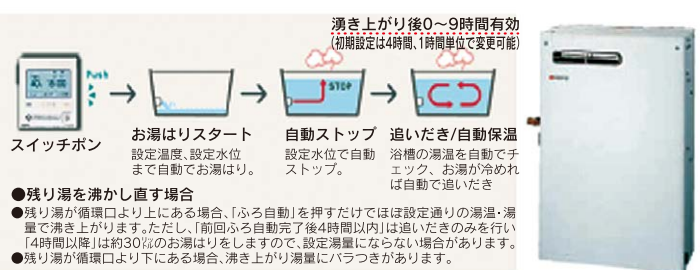 湧き上がり後0～9時間有効
(初期設定は4時間、1時間単位で変更可能)
Push
STOP
スイッチポン
お湯はりスタート
設定温度、設定水位
まで自動でお湯はり。
自動ストップ
設定水位で自動
ストップ。
追いだき/自動保温
浴槽の湯温を自動でチ
ェック、お湯が冷めれ
ば自動で追いだき
●残り湯を沸かし直す場合
●残り湯が循環口より上にある場合、「ふろ自動」を押すだけでほぼ設定通りの湯温・湯
量で沸き上がります。ただし、「前回ふろ自動完了後4時間以内」は追いだきのみを行い
「4時間以降」は約30㍑のお湯はりをしますので、設定湯量にならない場合があります。
●残り湯が循環口より下にある場合、沸き上がり湯量にバラつきがあります。